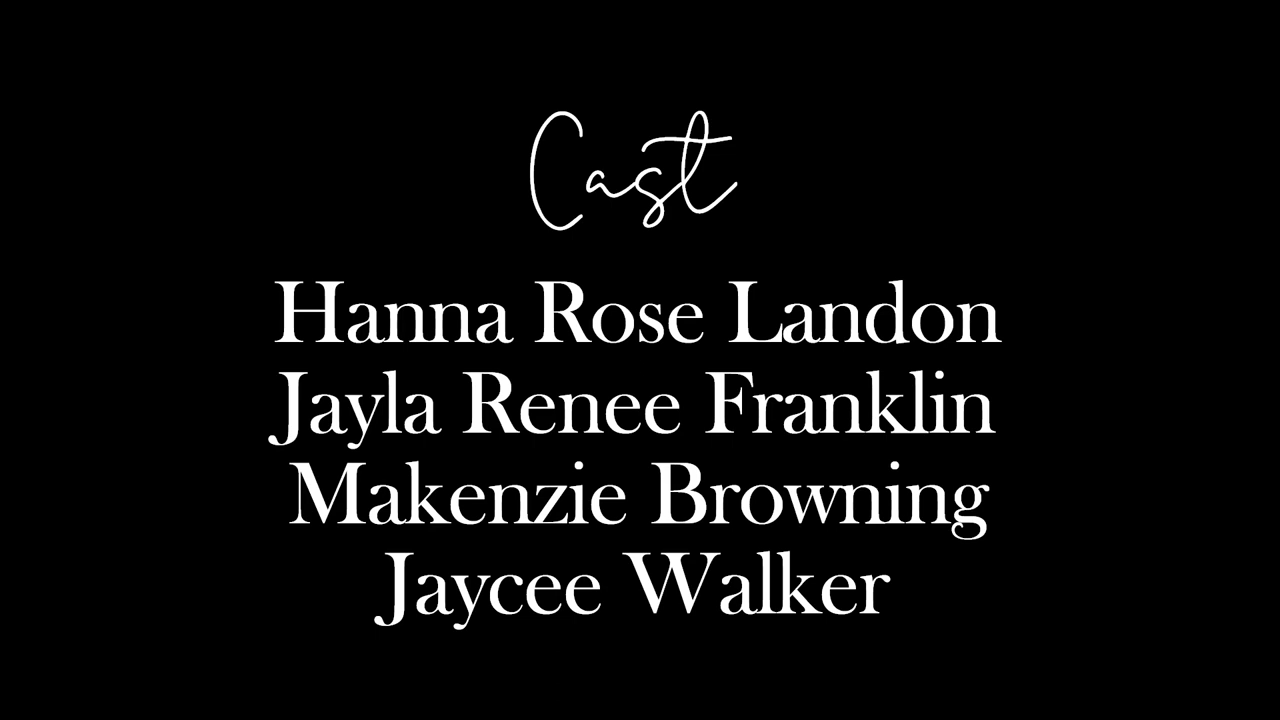 Cast
Hanna Rose Landon
Jayla Renee Franklin
Makenzie Browning
Jaycee Walker